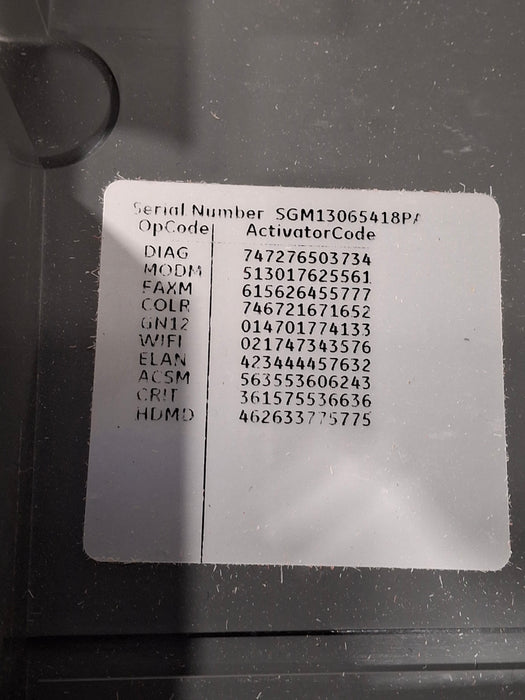 Serial Number SGM13065418PA
OpCode ActivatorCode
DIAG 747276503734
MODM 513017625561
FAXM 615626455777
COLR 746721671652
GN12 014701774133
WIFI 021747343576
ELAN 423444457632
ACSM 563553606243
CRIT 361575536636
HDMD 462633775775